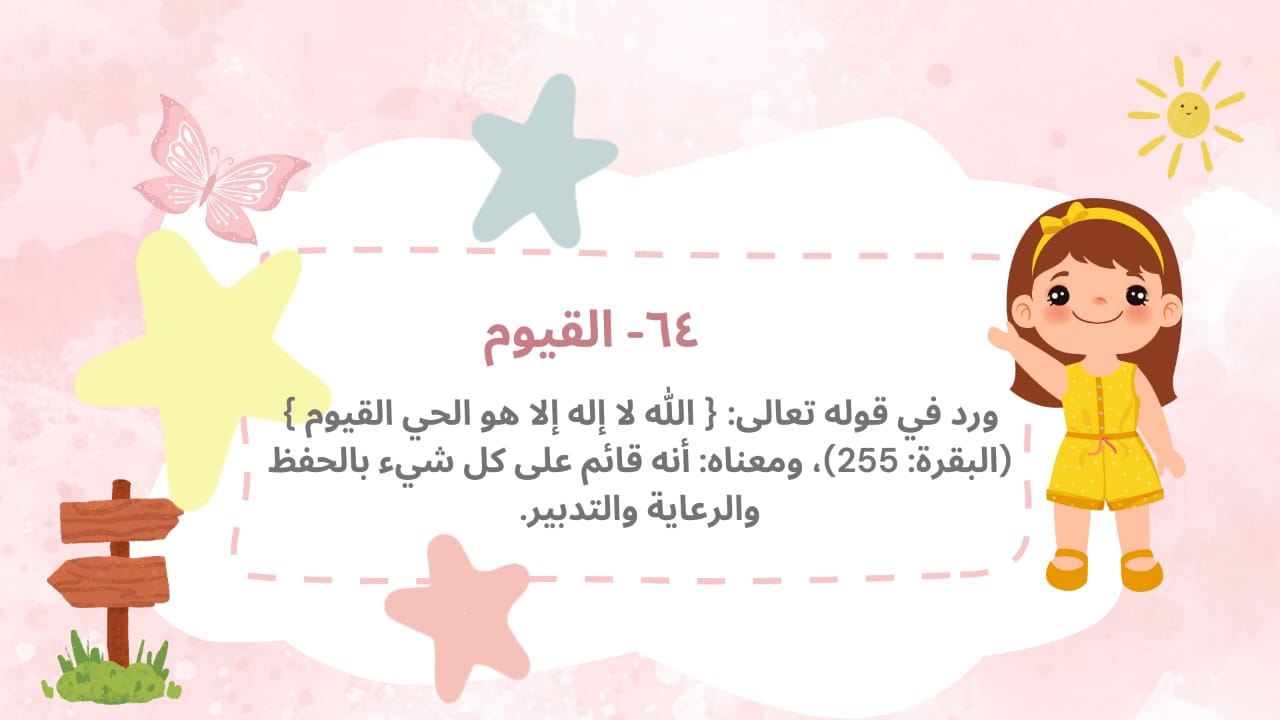 ٦٤- القيوم
ورد في قوله تعالى: { الله لا إله إلا هو الحي القيوم }
(البقرة: 255)، ومعناه: أنه قائم على كل شيء بالحفظ
والرعاية والتدبير.